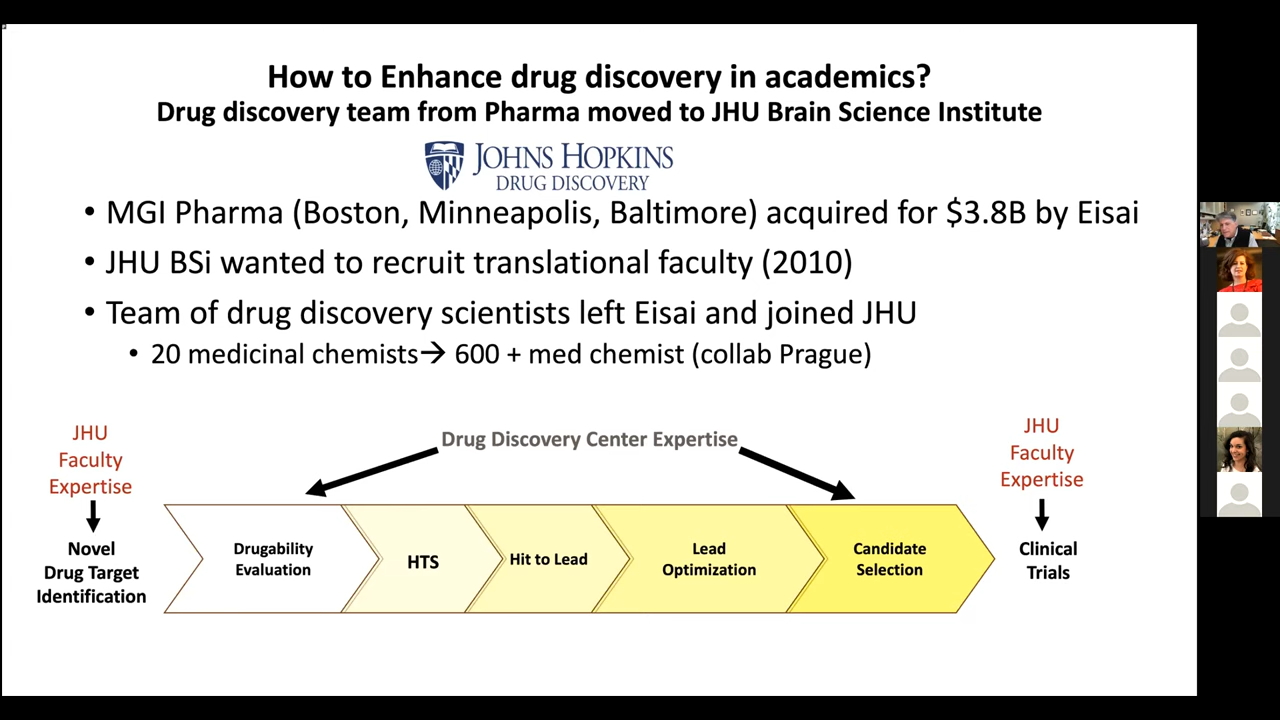 How to Enhance drug discovery in academics?
Drug discovery team from Pharma moved to JHU Brain Science Institute
JOHNS HOPKINS
DRUG DISCOVERY
• MGI Pharma (Boston, Minneapolis, Baltimore) acquired for $3.8B by Eisai
• JHU BSi wanted to recruit translational faculty (2010)
• Team of drug discovery scientists left Eisai and joined JHU
• 20 medicinal chemists→ 600 + med chemist (collab Prague)
JHU
Faculty
Expertise
Drug Discovery Center Expertise
JHU
Faculty
Expertise
Novel
Drug Target
Identification
Drugability
Evaluation
HTS
Hit to Lead
Lead
Optimization
Candidate
Selection
Clinical
Trials